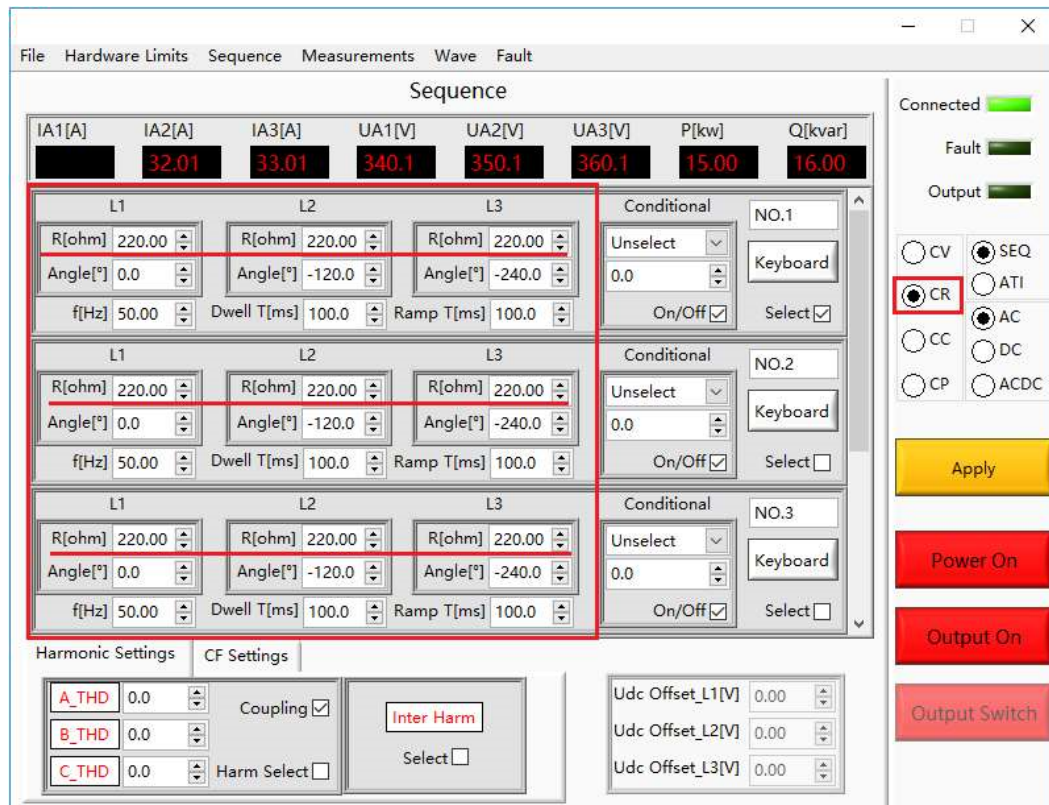 File Hardware Limits Sequence Measurements Wave Fault
Sequence
IA1[A] IA2[A] IA3[A] UA1[V] UA2[V] UA3[V] P[kw] Q[kvar]
32.01 33.01 340.1 350.1 360.1 15.00 16.00
L1 L2 L3 Conditional NO.1
R[ohm] 220.00 R[ohm] 220.00 R[ohm] 220.00 Unselect Keyboard
Angle[°] 0.0 Angle[°] -120.0 Angle[°] -240.0 0.0
f[Hz] 50.00 Dwell T[ms] 100.0 Ramp T[ms] 100.0 On/Off Select
L1 L2 L3 Conditional NO.2
R[ohm] 220.00 R[ohm] 220.00 R[ohm] 220.00 Unselect Keyboard
Angle[°] 0.0 Angle[°] -120.0 Angle[°] -240.0 0.0
f[Hz] 50.00 Dwell T[ms] 100.0 Ramp T[ms] 100.0 On/Off Select
L1 L2 L3 Conditional NO.3
R[ohm] 220.00 R[ohm] 220.00 R[ohm] 220.00 Unselect Keyboard
Angle[°] 0.0 Angle[°] -120.0 Angle[°] -240.0 0.0
f[Hz] 50.00 Dwell T[ms] 100.0 Ramp T[ms] 100.0 On/Off Select
Harmonic Settings CF Settings
A_THD 0.0 Coupling
B_THD 0.0
C_THD 0.0 Harm Select
Inter Harm
Select
Udc Offset_L1[V] 0.00
Udc Offset_L2[V] 0.00
Udc Offset_L3[V] 0.00
Connected
Fault
Output
CV SEQ
CR ATI
CC AC
DC
CP ACDC
Apply
Power On
Output On
Output Switch